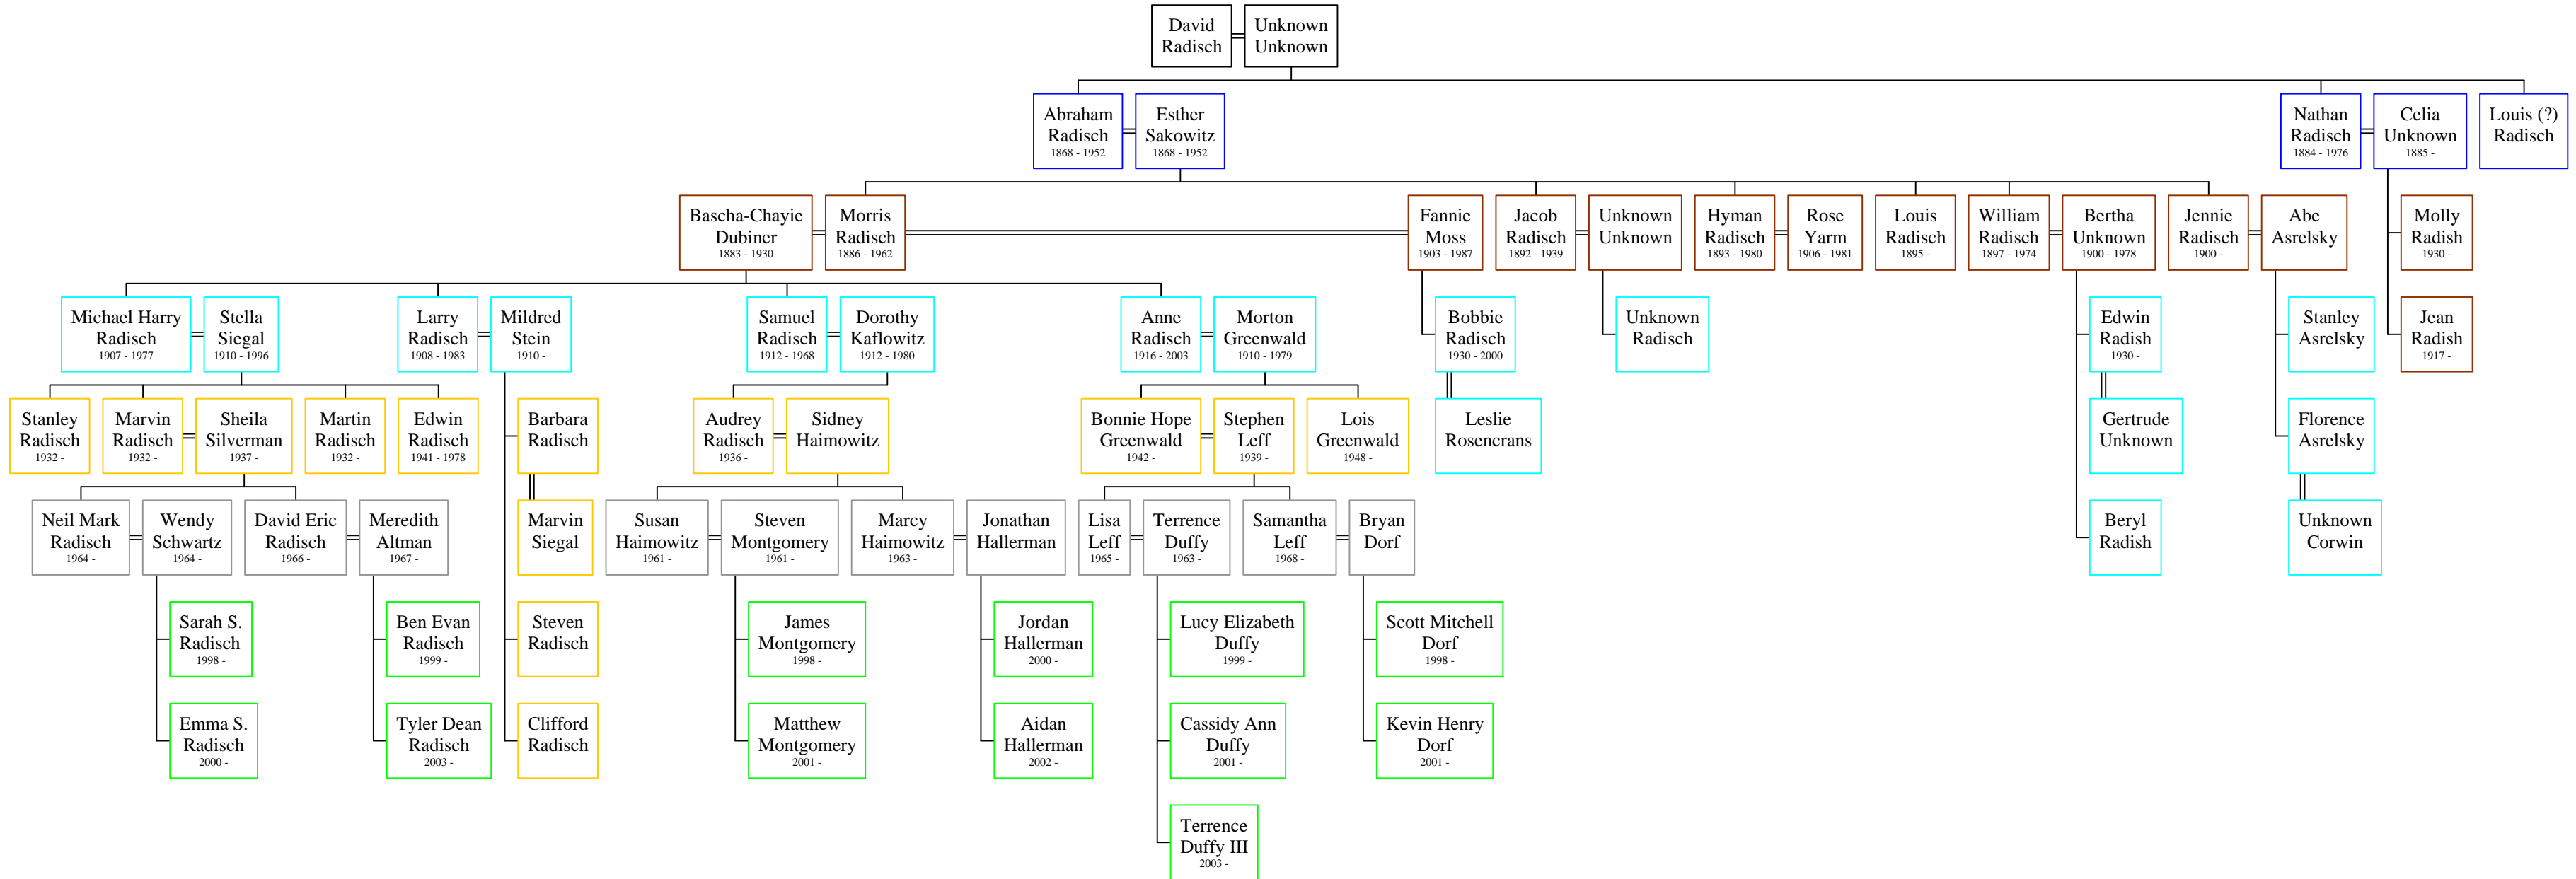 David
Radisch
Unknown
Unknown
Abraham
Radisch
1868 - 1952
Esther
Sakowitz
1868 - 1952
Nathan
Radisch
1884 - 1976
Celia
Unknown
1885 -
Louis (?)
Radisch
Bascha-Chayie
Dubiner
1883 - 1930
Morris
Radisch
1886 - 1962
Fannie
Moss
1903 - 1987
Jacob
Radisch
1892 - 1939
Unknown
Unknown
Hyman
Radisch
1893 - 1980
Rose
Yarm
1906 - 1981
Louis
Radisch
1895 -
William
Radisch
1897 - 1974
Bertha
Unknown
1900 - 1978
Jennie
Radisch
1900 -
Abe
Asrelsky
Molly
Radish
1930 -
Michael Harry
Radisch
1907 - 1977
Stella
Siegal
1910 - 1996
Larry
Radisch
1908 - 1983
Mildred
Stein
1910 -
Samuel
Radisch
1912 - 1968
Dorothy
Kaflowitz
1912 - 1980
Anne
Radisch
1916 - 2003
Morton
Greenwald
1910 - 1979
Bobbie
Radisch
1930 - 2000
Unknown
Radisch
Edwin
Radish
1930 -
Stanley
Asrelsky
Jean
Radish
1917 -
Stanley
Radisch
1932 -
Marvin
Radisch
1932 -
Sheila
Silverman
1937 -
Martin
Radisch
1932 -
Edwin
Radisch
1941 - 1978
Barbara
Radisch
Audrey
Radisch
1936 -
Sidney
Haimowitz
Bonnie Hope
Greenwald
1942 -
Stephen
Leff
1939 -
Lois
Greenwald
1948 -
Leslie
Rosencrans
Gertrude
Unknown
Florence
Asrelsky
Neil Mark
Radisch
1964 -
Wendy
Schwartz
1964 -
David Eric
Radisch
1966 -
Meredith
Altman
1967 -
Marvin
Siegal
Susan
Haimowitz
1961 -
Steven
Montgomery
1961 -
Marcy
Haimowitz
1963 -
Jonathan
Hallerman
Lisa
Leff
1965 -
Terrence
Duffy
1963 -
Samantha
Leff
1968 -
Bryan
Dorf
Beryl
Radish
Unknown
Corwin
Sarah S.
Radisch
1998 -
Ben Evan
Radisch
1999 -
Steven
Radisch
James
Montgomery
1998 -
Jordan
Hallerman
2000 -
Lucy Elizabeth
Duffy
1999 -
Scott Mitchell
Dorf
1998 -
Emma S.
Radisch
2000 -
Tyler Dean
Radisch
2003 -
Clifford
Radisch
Matthew
Montgomery
2001 -
Aidan
Hallerman
2002 -
Cassidy Ann
Duffy
2001 -
Kevin Henry
Dorf
2001 -
Terrence
Duffy III
2003 -